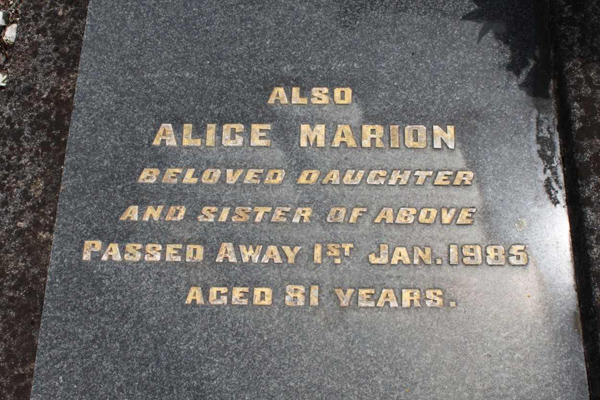 ALSO
ALICE MARION
BELOVED DAUGHTER
AND SISTER OF ABOVE
PASSED AWAY 1ST JAN. 1985
AGED 81 YEARS.